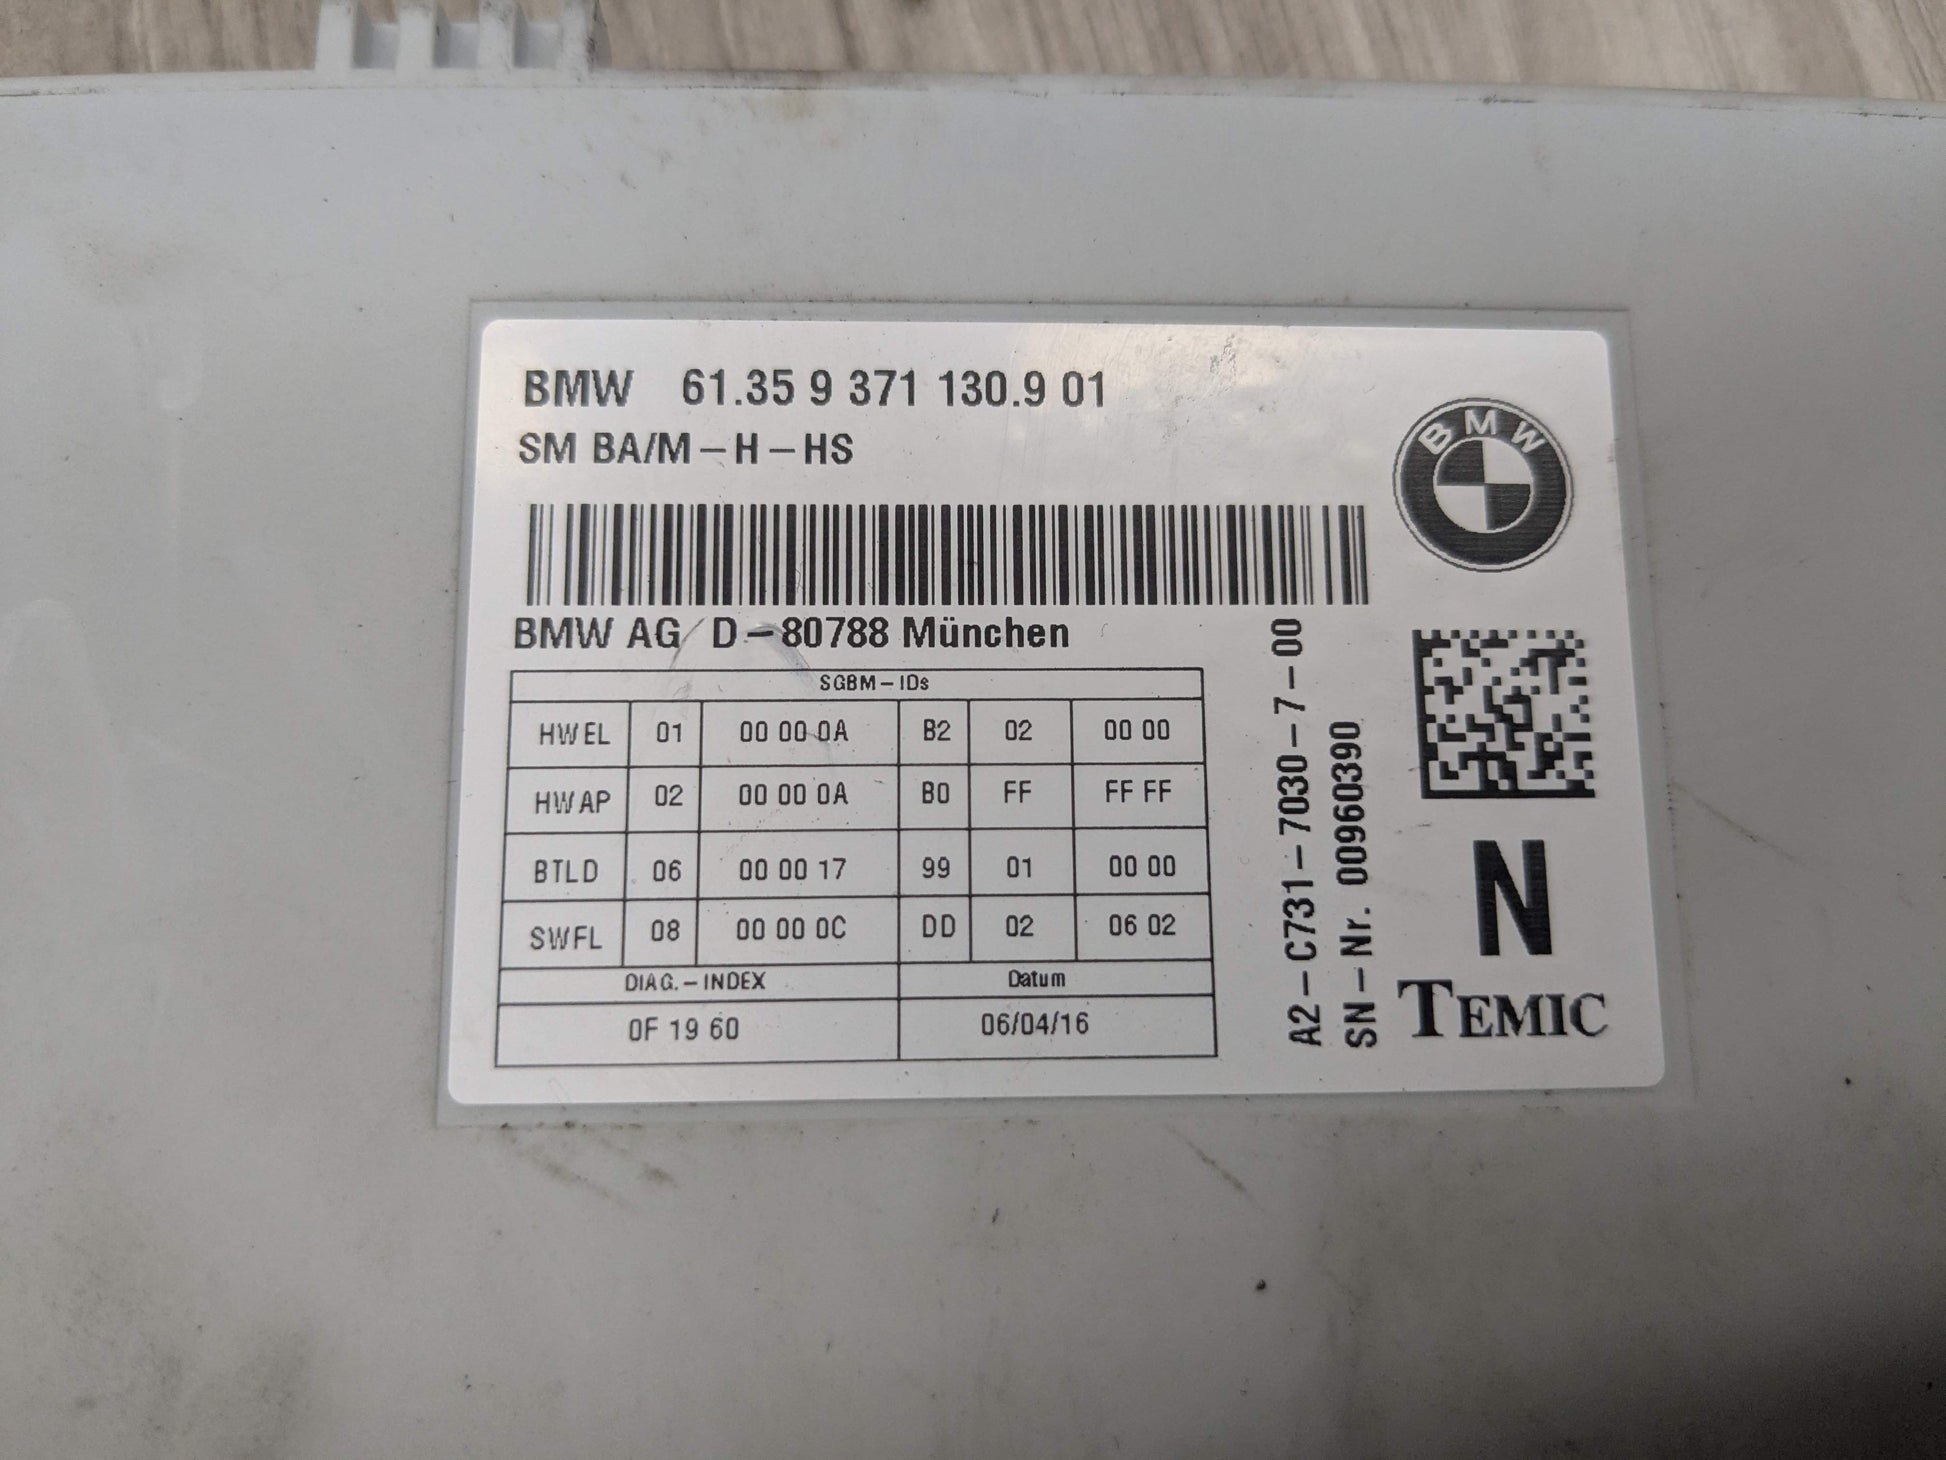 BMW 61.35 9 371 130.9 01
SM BA/M – H – HS
BMW
BMW AG/ D – 80788 München
SGBM – IDs
HWEL 01 00 00 0A B2 02 00 00
HWAP 02 00 00 0A B0 FF FF FF
BTLD 06 00 00 17 99 01 00 00
SWFL 08 00 00 0C DD 02 06 02
DIAG. – INDEX Datum
0F 19 60 06/04/16
A2 – C731 – 7030 – 7 – 00
SN – Nr. 00960390
N
TEMIC